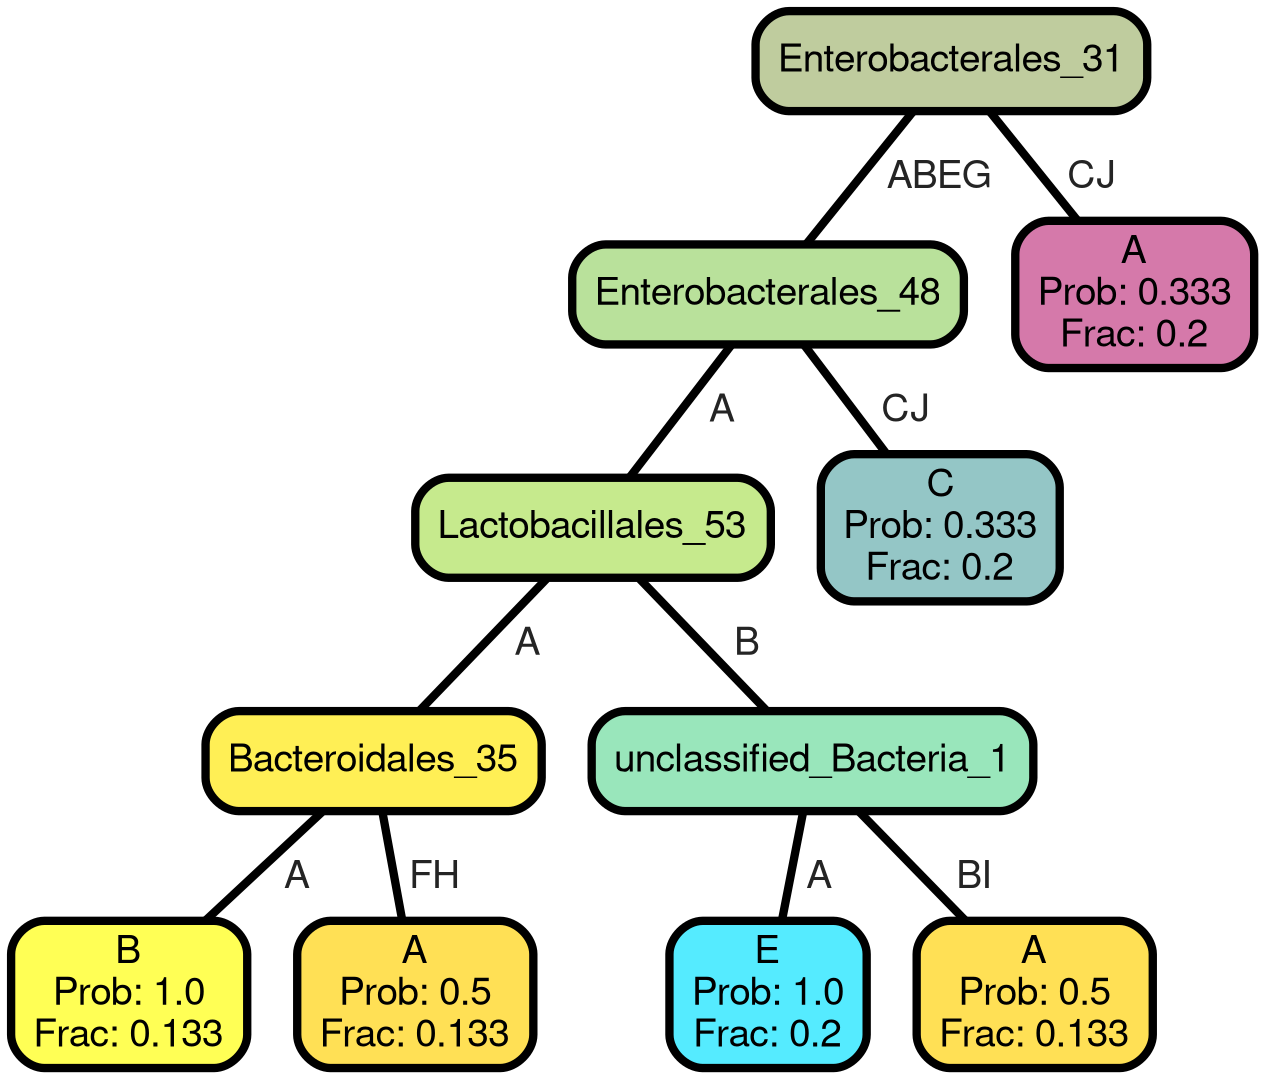 Enterobacterales_31
ABEG
CJ
Enterobacterales_48
A
Prob: 0.333
Frac: 0.2
A
CJ
Lactobacillales_53
C
Prob: 0.333
Frac: 0.2
A
B
Bacteroidales_35
unclassified_Bacteria_1
A
FH
A
BI
B
Prob: 1.0
Frac: 0.133
A
Prob: 0.5
Frac: 0.133
E
Prob: 1.0
Frac: 0.2
A
Prob: 0.5
Frac: 0.133